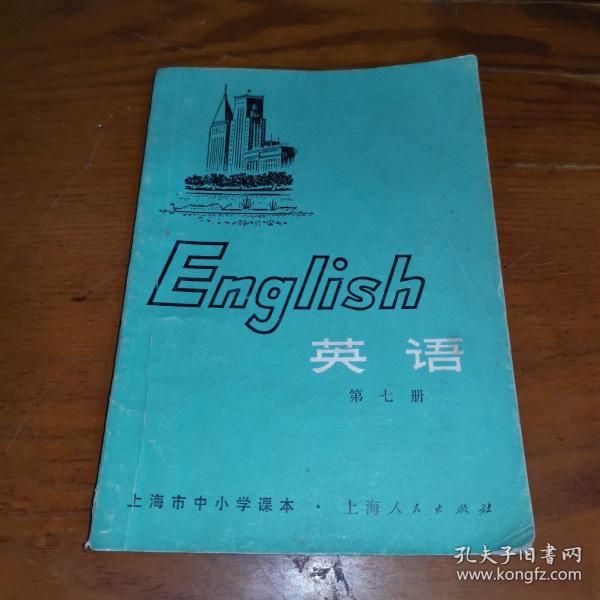 English
英语
第七册
上海市中小学课本·上海人民出版社
孔夫子旧书网
www.kongfz.com